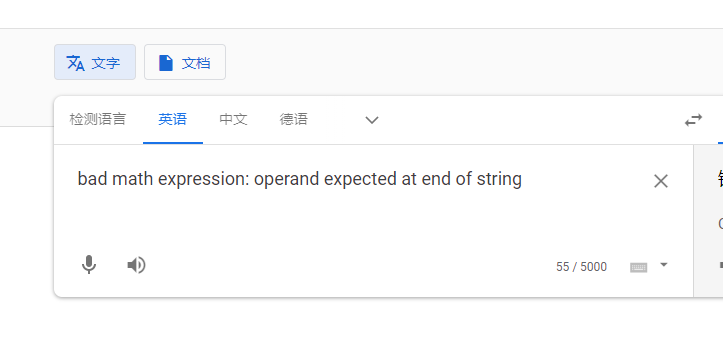 文字 文档
检测语言 英语 中文 德语
bad math expression: operand expected at end of string
55 / 5000